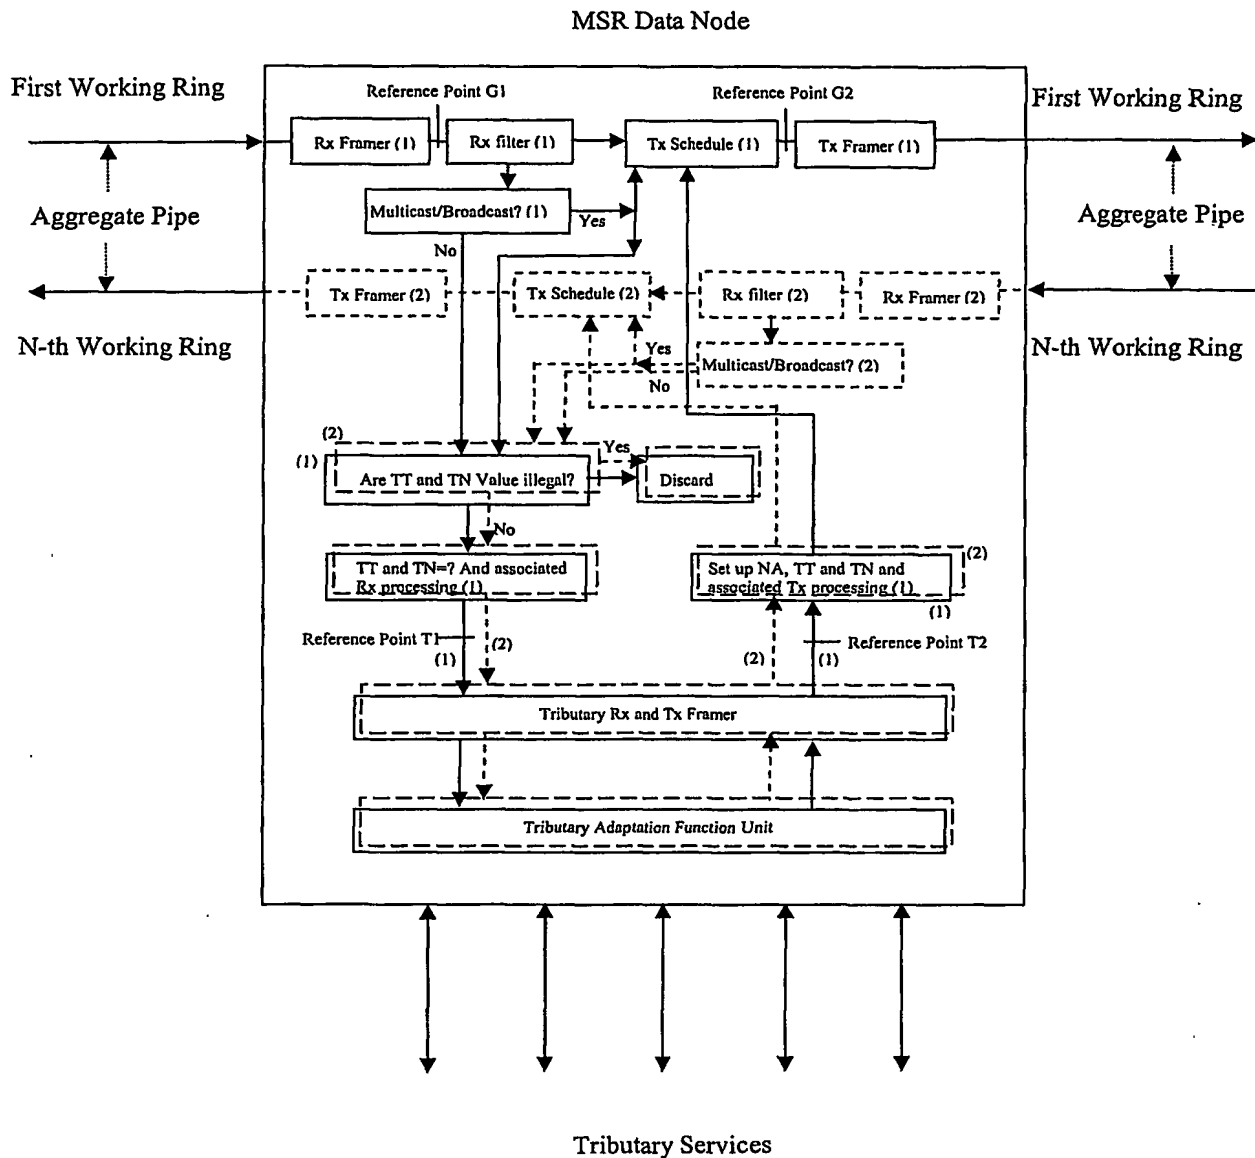 MSR Data Node
First Working Ring
Reference Point G1
Reference Point G2
First Working Ring
Rx Framer (1)
Rx filter (1)
Tx Schedule (1)
Tx Framer (1)
Multicast/Broadcast? (1)
Yes
Aggregate Pipe
Aggregate Pipe
No
Tx Framer (2)
Tx Schedule (2)
Rx filter (2)
Rx Framer (2)
N-th Working Ring
N-th Working Ring
Yes
Multicast/Broadcast? (2)
No
(2)
(1)
Yes
Are TT and TN Value illegal?
Discard
No
TT and TN=? And associated
Rx processing (1)
(2)
Set up NA, TT and TN and
associated Tx processing (1)
(1)
Reference Point T1
(1)
(2)
(2)
(1)
Reference Point T2
Tributary Rx and Tx Framer
Tributary Adaptation Function Unit
Tributary Services